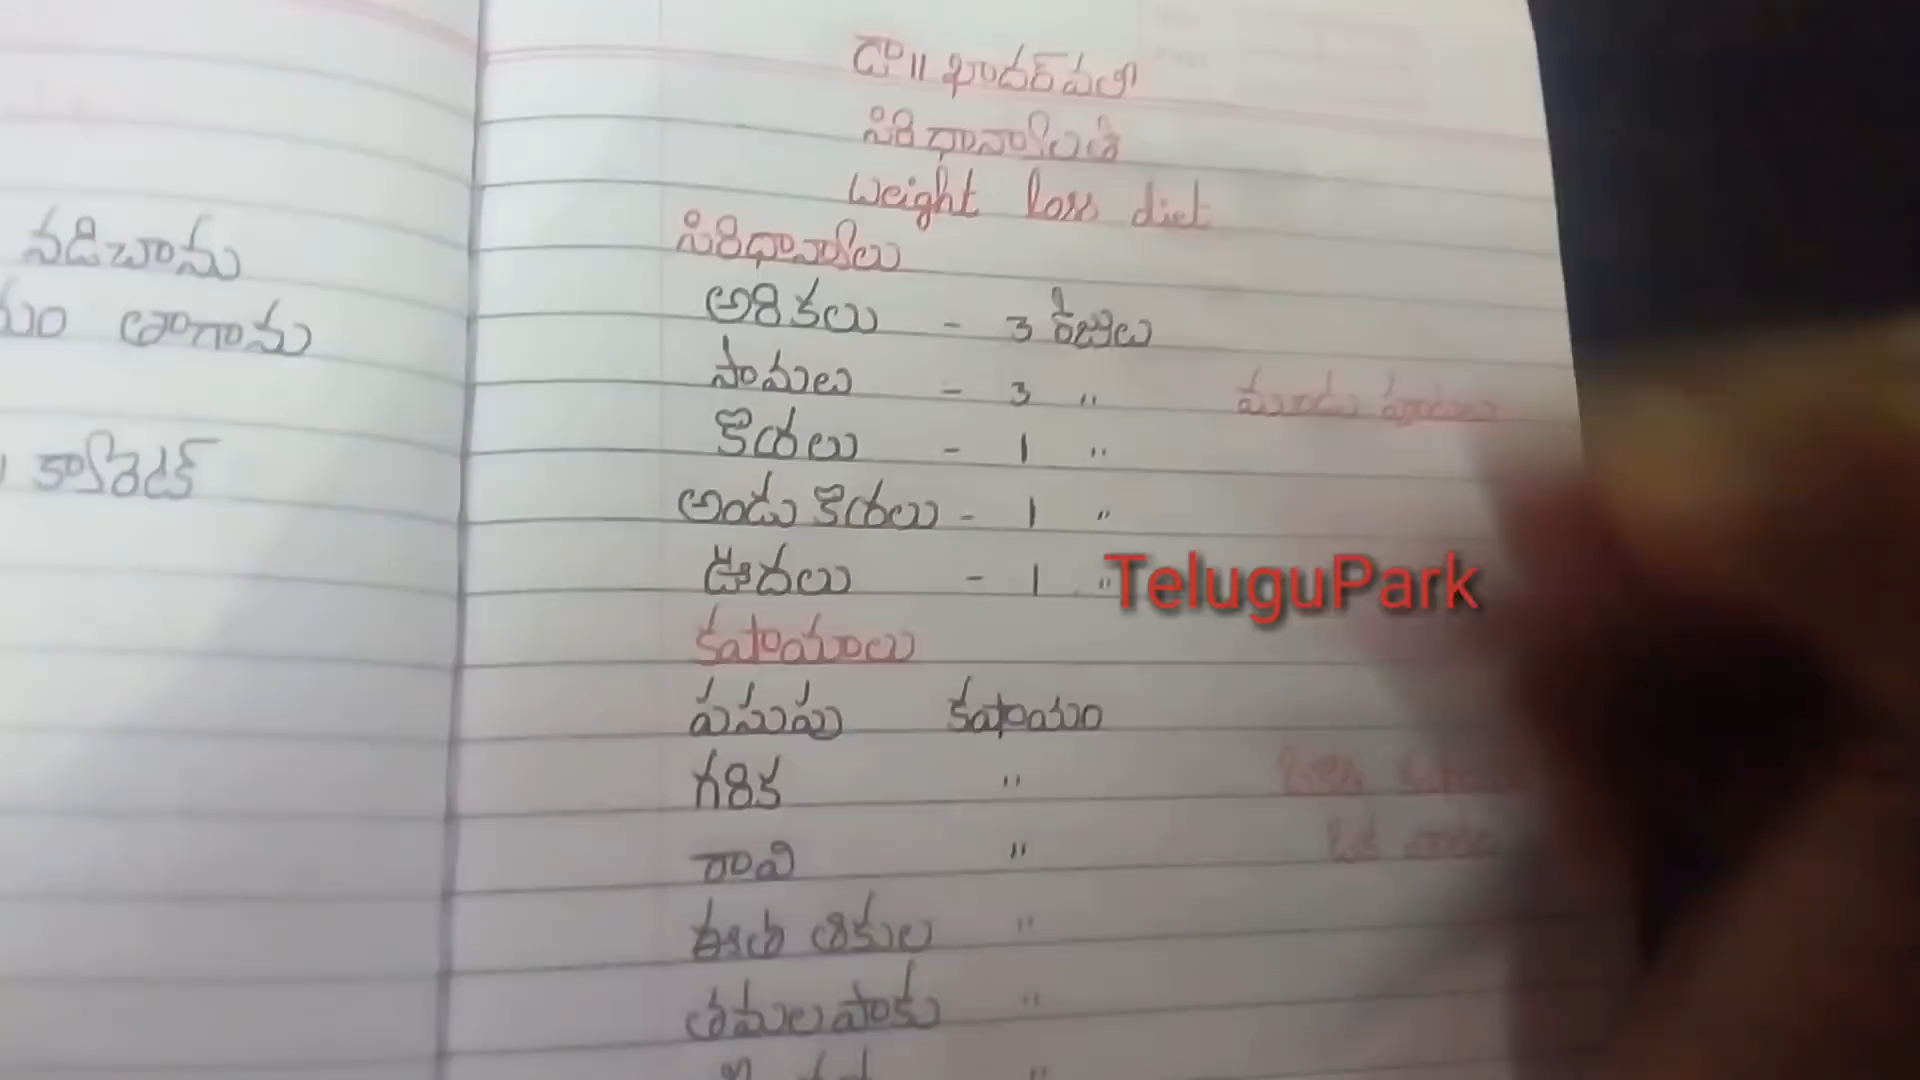 నడిచాను
తాగాను
కాల్రెట్
డా॥ ఖాదర్ వలీ
సిరిధాన్యాలతో
Weight loss diet
సిరిధాన్యాలు
అరికలు - 3 కేజీలు
సామలు - 3 " మూడు పూటలు
కొర్రలు - 1 "
అండు కొర్రలు - 1 "
ఊదలు - 1 "
TeluguPark
కషాయాలు
పసుపు కషాయం
గరిక "
రావి "
ఆకుల "
తమలపాకు "
"